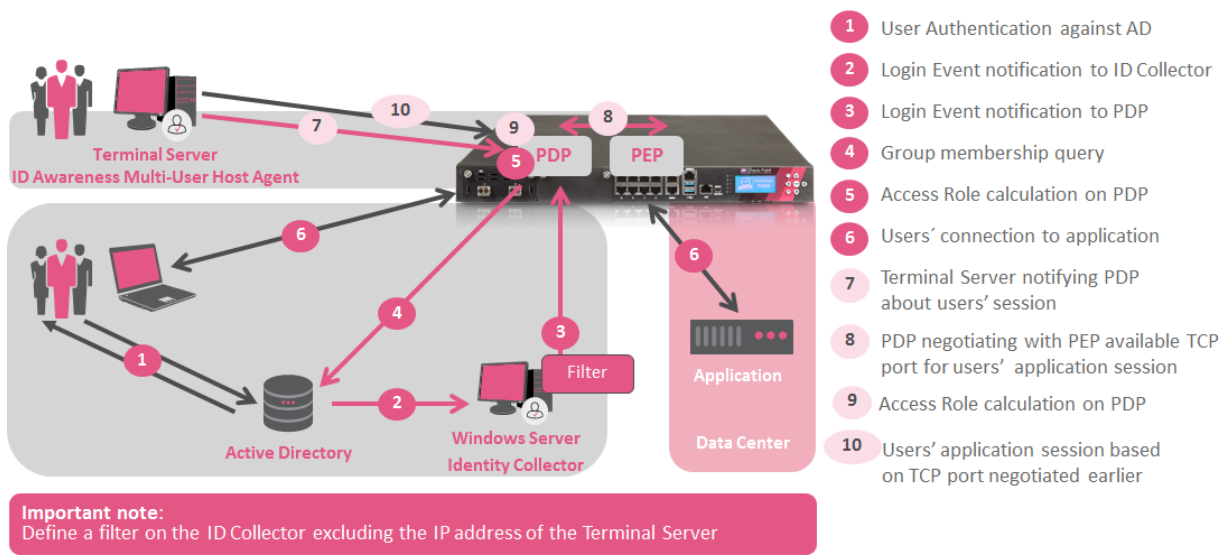 1 User Authentication against AD
2 Login Event notification to ID Collector
3 Login Event notification to PDP
4 Group membership query
5 Access Role calculation on PDP
6 Users´ connection to application
7 Terminal Server notifying PDP
about users’ session
8 PDP negotiating with PEP available TCP
port for users’ application session
9 Access Role calculation on PDP
10 Users’ application session based
on TCP port negotiated earlier
10
7
9
8
5
PDP
PEP
Check Point
Terminal Server
ID Awareness Multi-User Host Agent
6
6
4
3
1
Filter
2
Application
Active Directory
Windows Server
Identity Collector
Data Center
Important note:
Define a filter on the ID Collector excluding the IP address of the Terminal Server